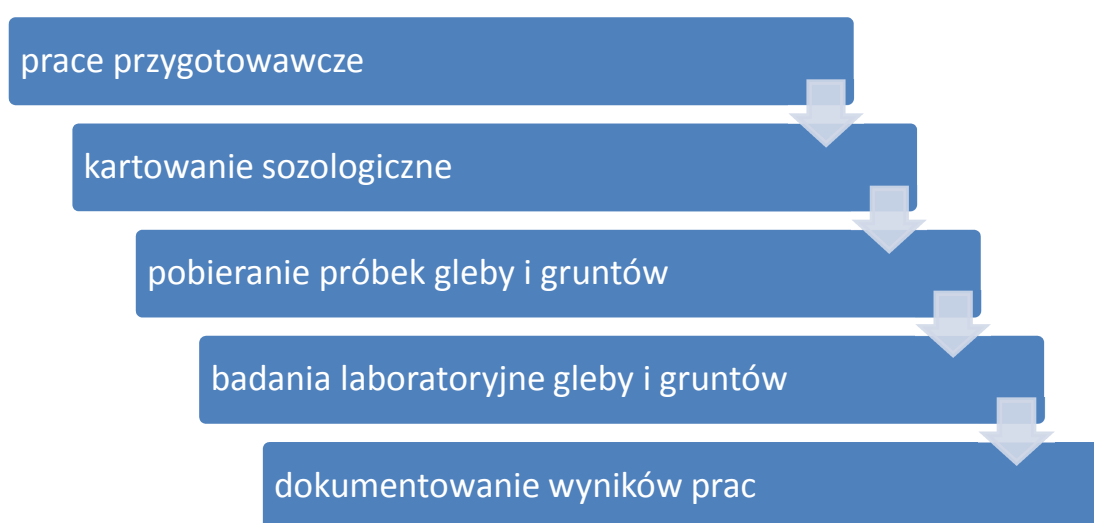 prace przygotowawcze
kartowanie sozologiczne
pobieranie próbek gleby i gruntów
badania laboratoryjne gleby i gruntów
dokumentowanie wyników prac